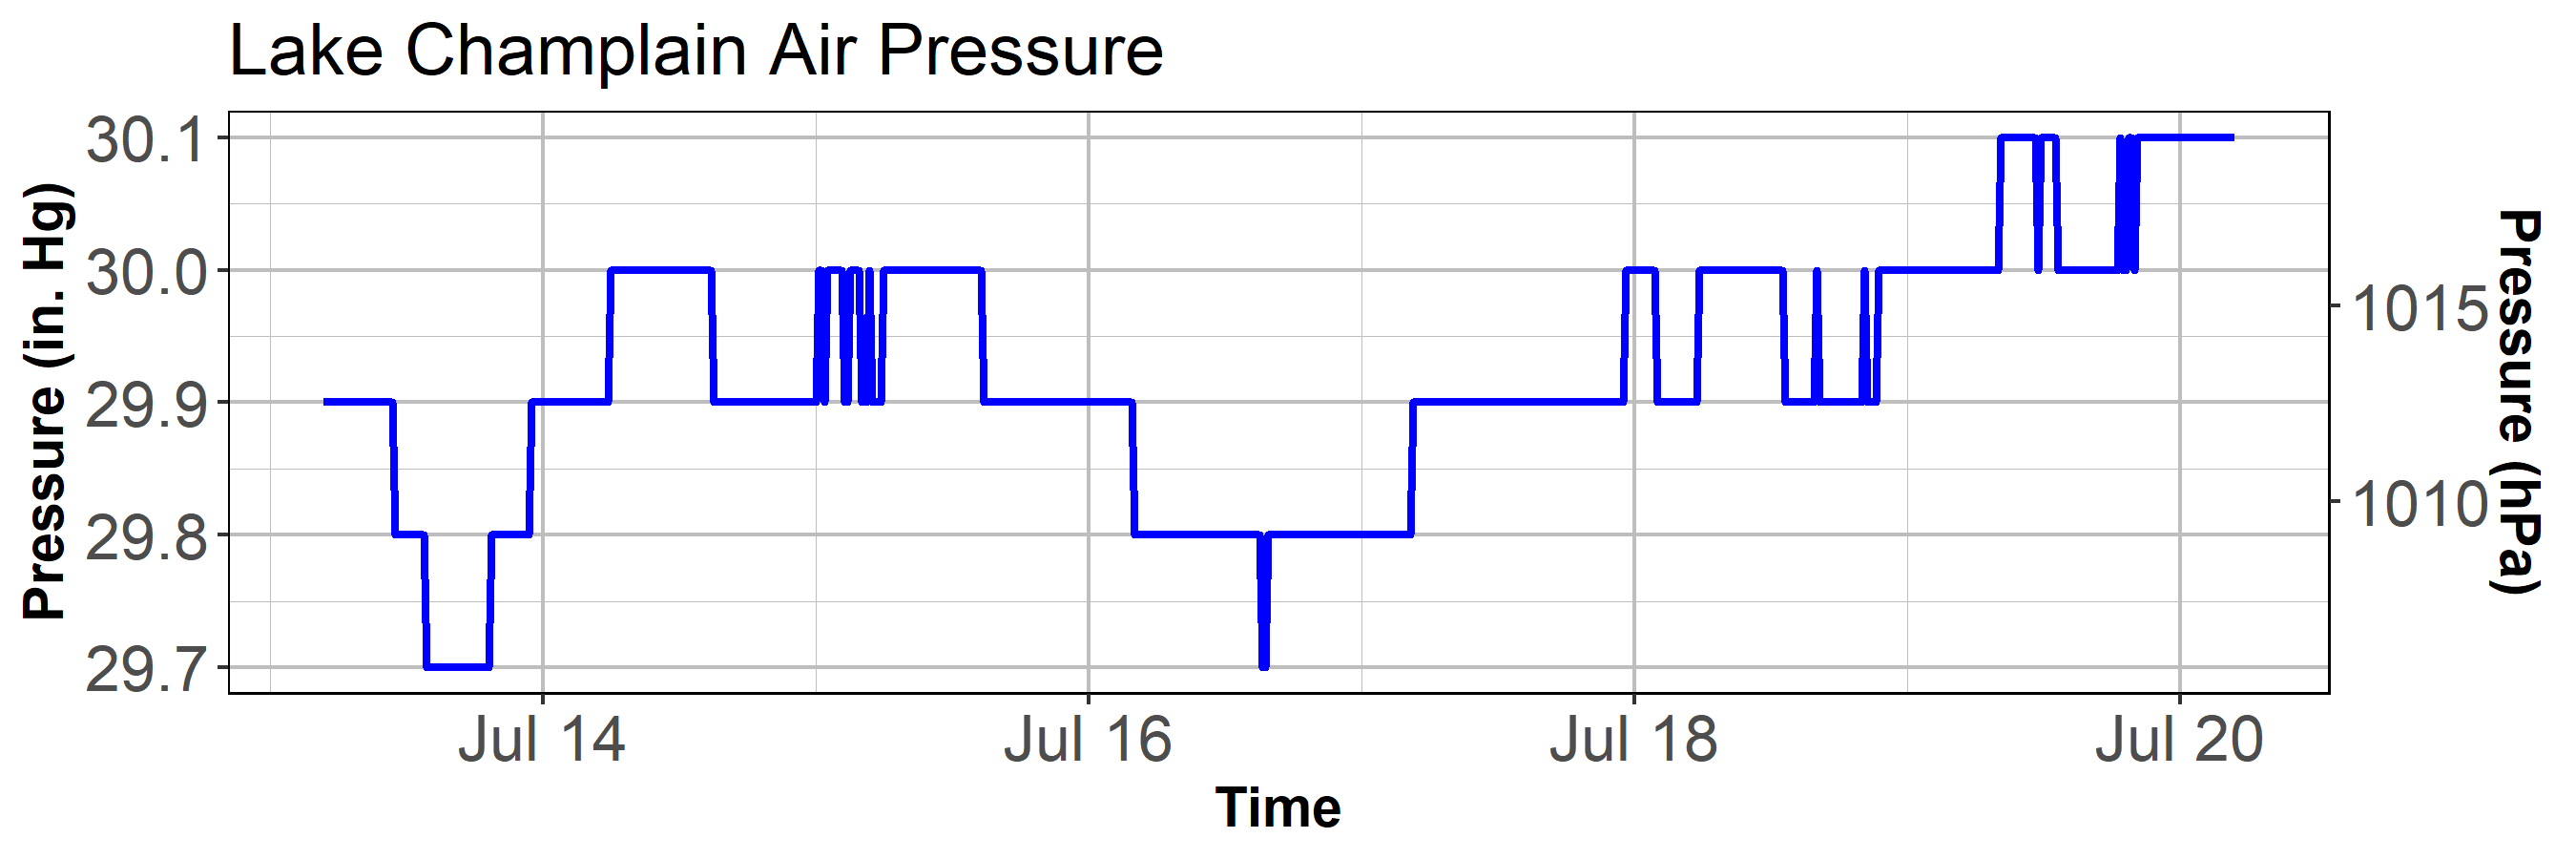 Lake Champlain Air Pressure
Pressure (in. Hg)
30.1
30.0
29.9
29.8
29.7
1015
1010
Pressure (hPa)
Jul 14 Jul 16 Jul 18 Jul 20
Time